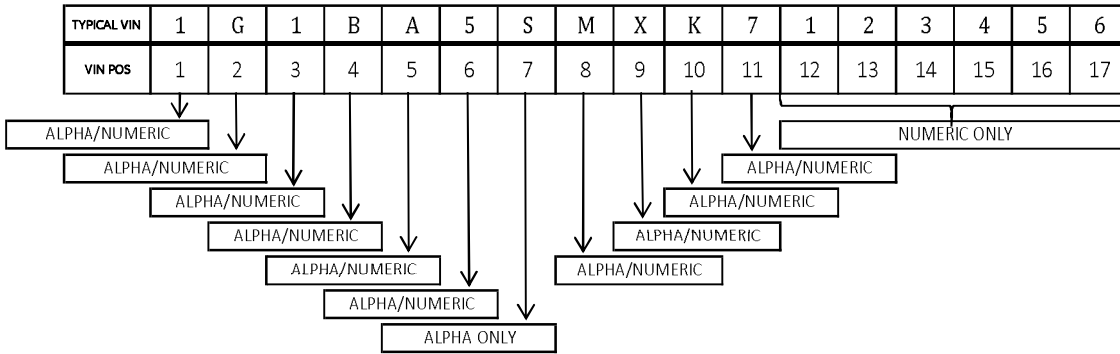 TYPICAL VIN 1 G 1 B A 5 S M X K 7 1 2 3 4 5 6
VIN POS 1 2 3 4 5 6 7 8 9 10 11 12 13 14 15 16 17
ALPHA/NUMERIC NUMERIC ONLY
ALPHA/NUMERIC ALPHA/NUMERIC
ALPHA/NUMERIC ALPHA/NUMERIC
ALPHA/NUMERIC ALPHA/NUMERIC
ALPHA/NUMERIC ALPHA/NUMERIC
ALPHA/NUMERIC
ALPHA ONLY